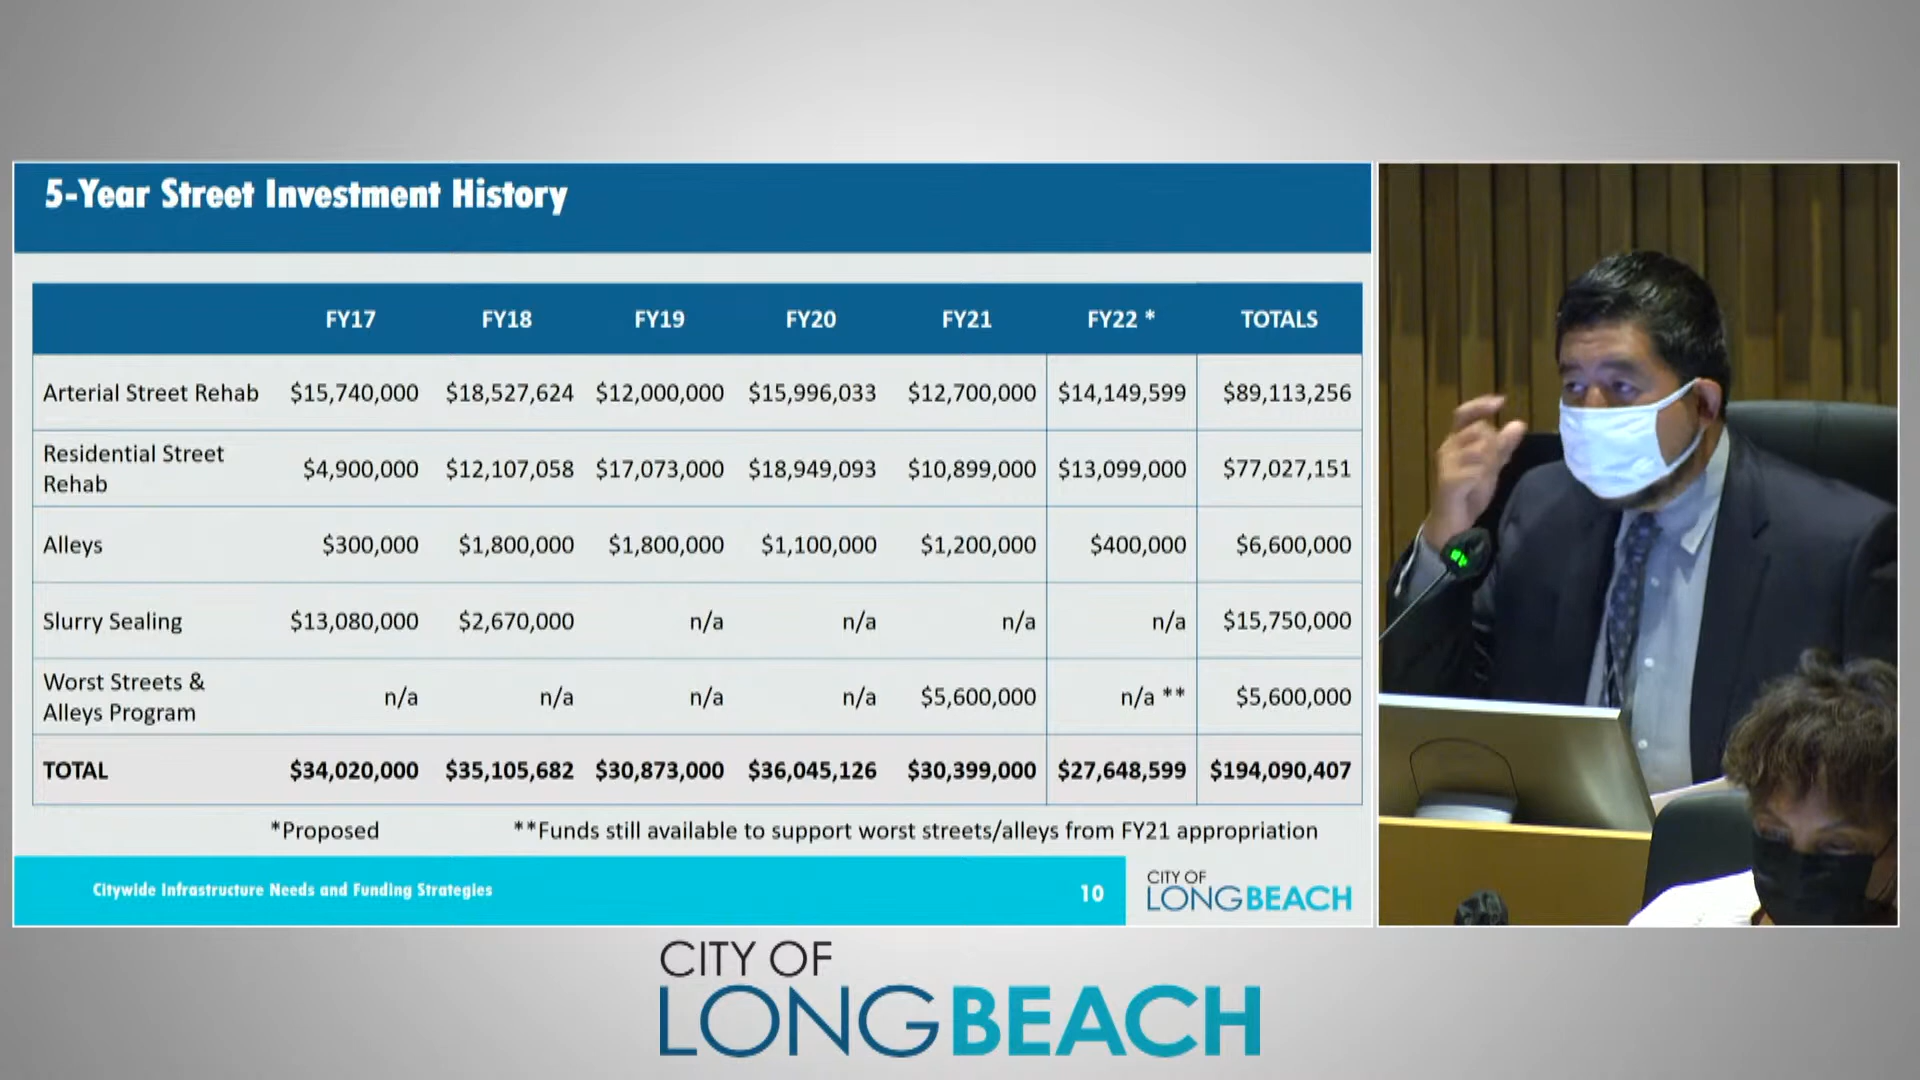 5-Year Street Investment History
FY17 FY18 FY19 FY20 FY21 FY22 * TOTALS
Arterial Street Rehab $15,740,000 $18,527,624 $12,000,000 $15,996,033 $12,700,000 $14,149,599 $89,113,256
Residential Street
Rehab $4,900,000 $12,107,058 $17,073,000 $18,949,093 $10,899,000 $13,099,000 $77,027,151
Alleys $300,000 $1,800,000 $1,800,000 $1,100,000 $1,200,000 $400,000 $6,600,000
Slurry Sealing $13,080,000 $2,670,000 n/a n/a n/a n/a $15,750,000
Worst Streets &
Alleys Program n/a n/a n/a n/a $5,600,000 n/a ** $5,600,000
TOTAL $34,020,000 $35,105,682 $30,873,000 $36,045,126 $30,399,000 $27,648,599 $194,090,407
*Proposed **Funds still available to support worst streets/alleys from FY21 appropriation
Citywide Infrastructure Needs and Funding Strategies 10
CITY OF
LONGBEACH
CITY OF
LONGBEACH